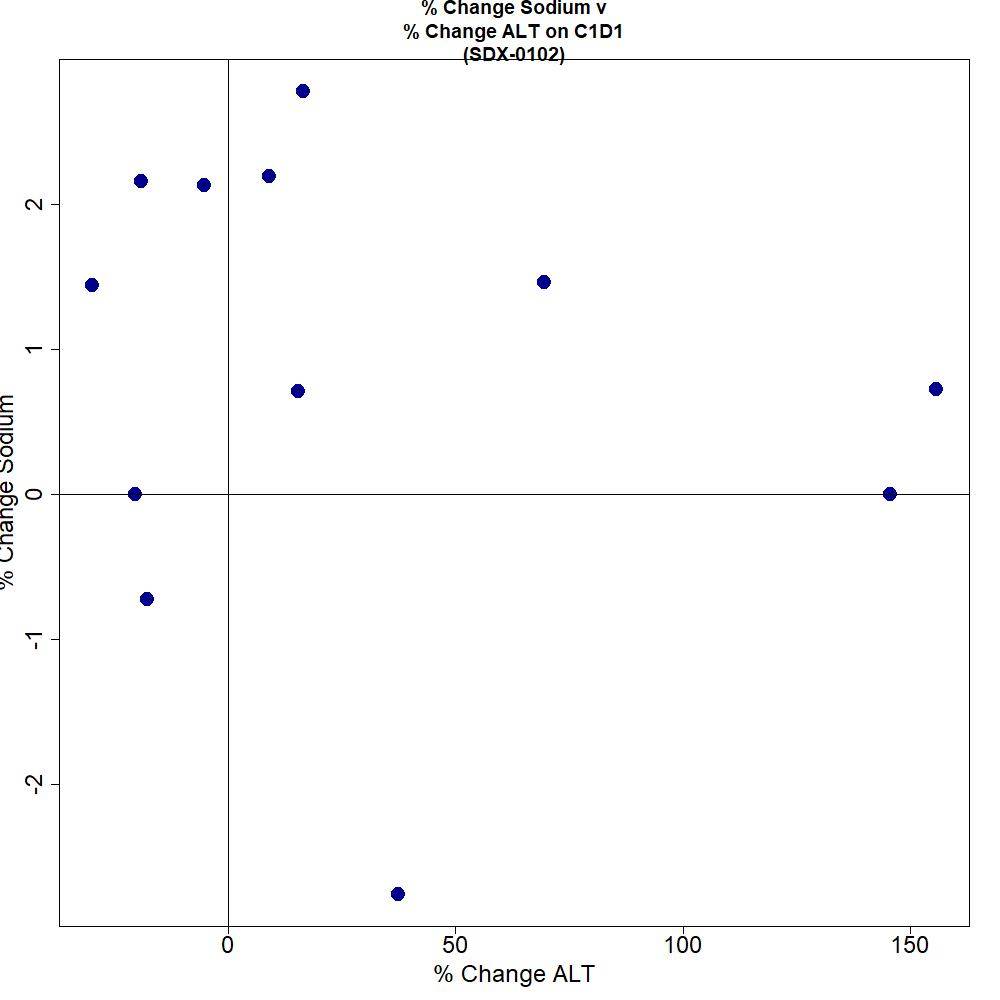 % Change Sodium v
% Change ALT on C1D1
(SDX-0102)
% Change Sodium
2
1
0
-1
-2
0
50
100
150
% Change ALT